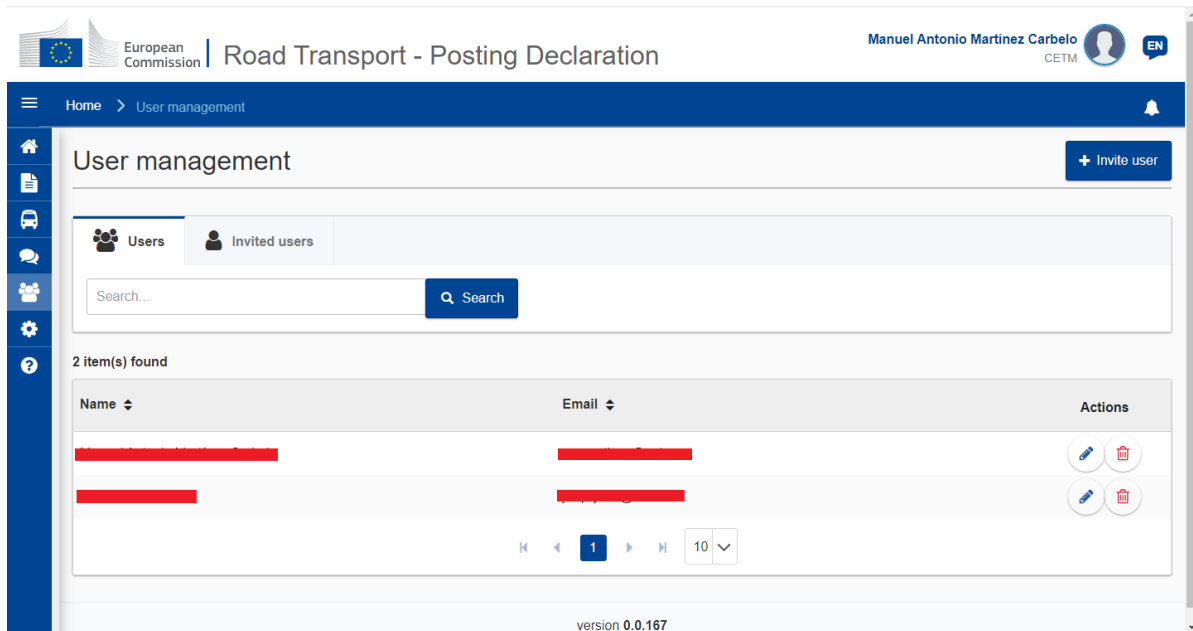 European
Commission
Road Transport - Posting Declaration
Manuel Antonio Martinez Carbelo
CETM
EN
Home > User management
User management
+ Invite user
Users
Invited users
Search...
Search
2 item(s) found
Name
Email
Actions
1
10
version 0.0.167